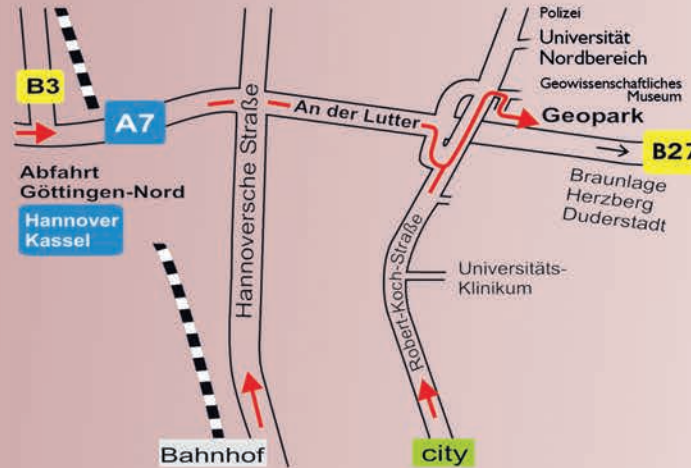 Polizei
Universität
Nordbereich
Geowissenschaftliches
Museum
Geopark
B3
A7
An der Lutter
B27
Abfahrt
Göttingen-Nord
Hannover
Kassel
Braunlage
Herzberg
Duderstadt
Hannoversche Straße
Robert-Koch-Straße
Universitäts-
Klinikum
Bahnhof
city